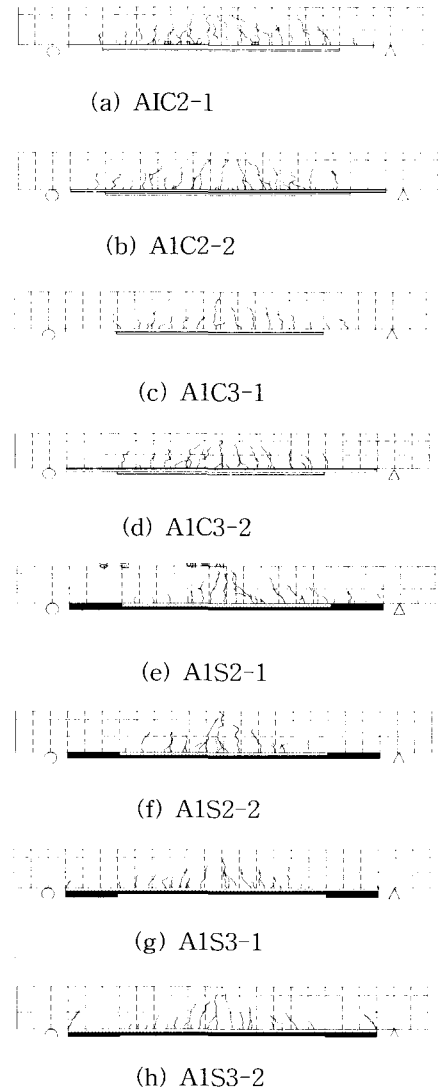 (a) AIC2-1
(b) A1C2-2
(c) A1C3-1
(d) A1C3-2
(e) A1S2-1
(f) A1S2-2
(g) A1S3-1
(h) A1S3-2